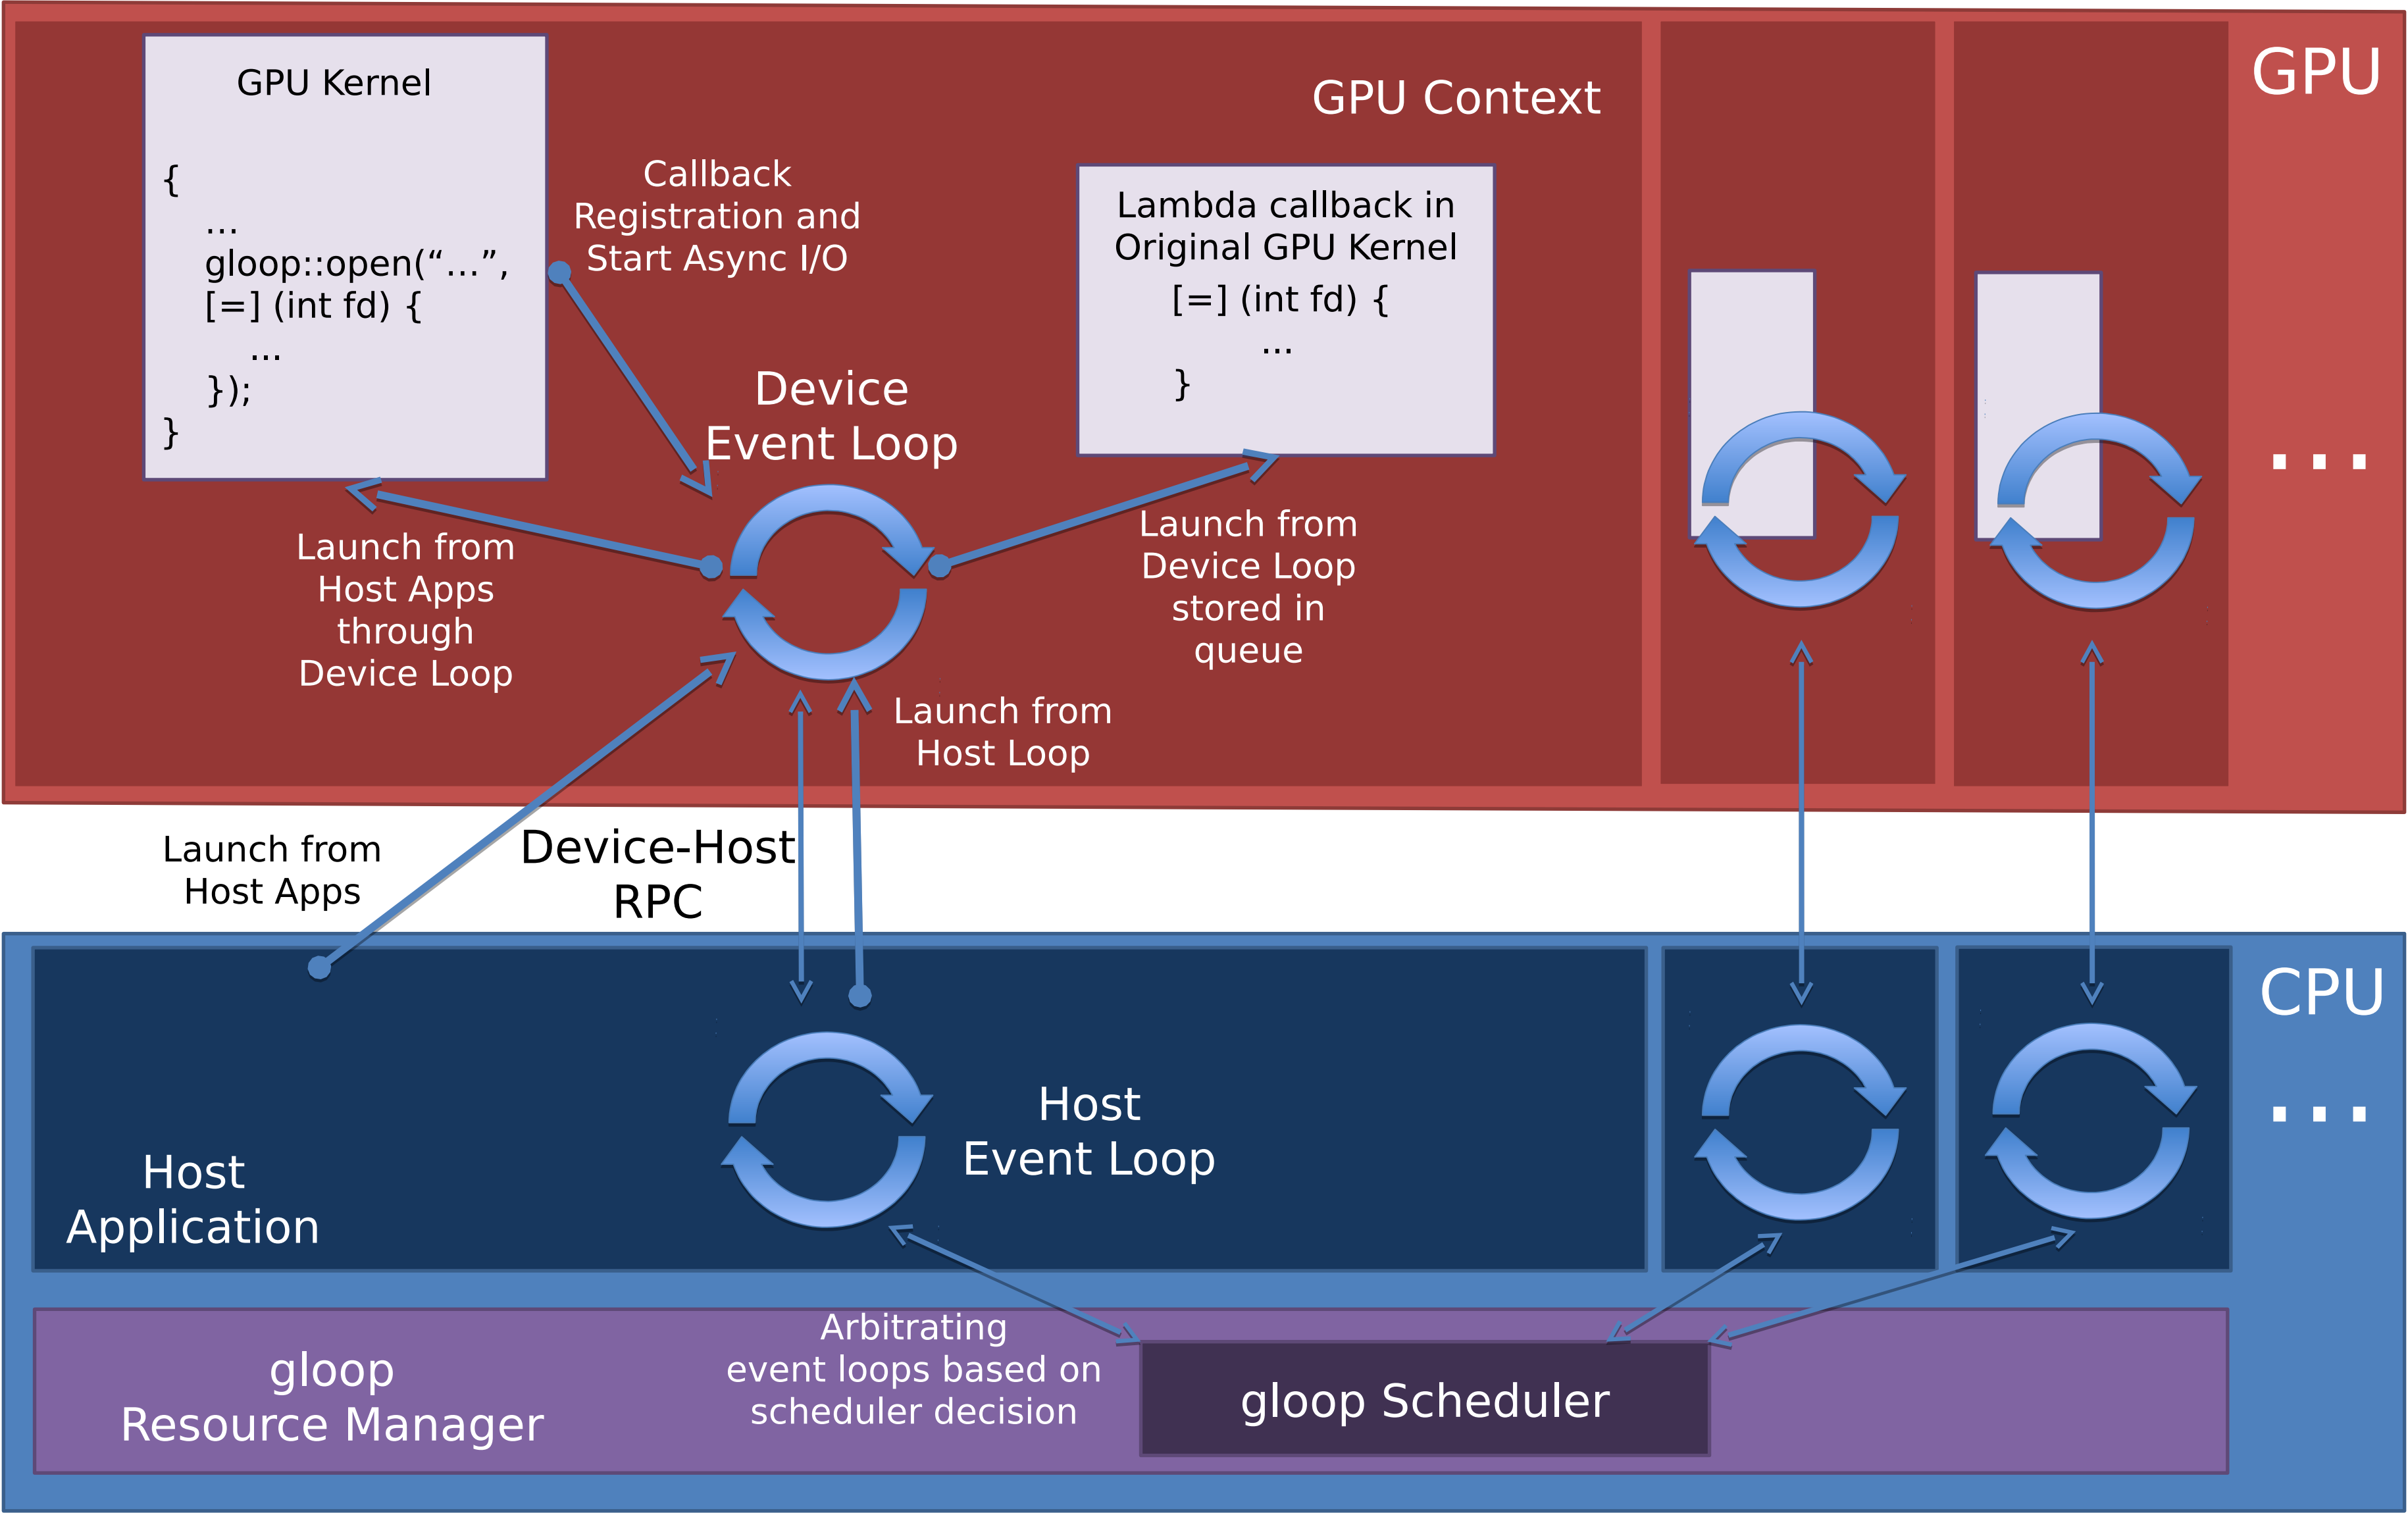 GPU
GPU Context
GPU Kernel
{
...
gloop::open(“...”,
[=] (int fd) {
...
});
}
Callback
Registration and
Start Async I/O
Lambda callback in
Original GPU Kernel
[=] (int fd) {
...
}
Device
Event Loop
...
Launch from
Host Apps
through
Device Loop
Launch from
Device Loop
stored in
queue
Launch from
Host Loop
Launch from
Host Apps
Device-Host
RPC
CPU
...
Host
Event Loop
Host
Application
Arbitrating
event loops based on
scheduler decision
gloop
Resource Manager
gloop Scheduler